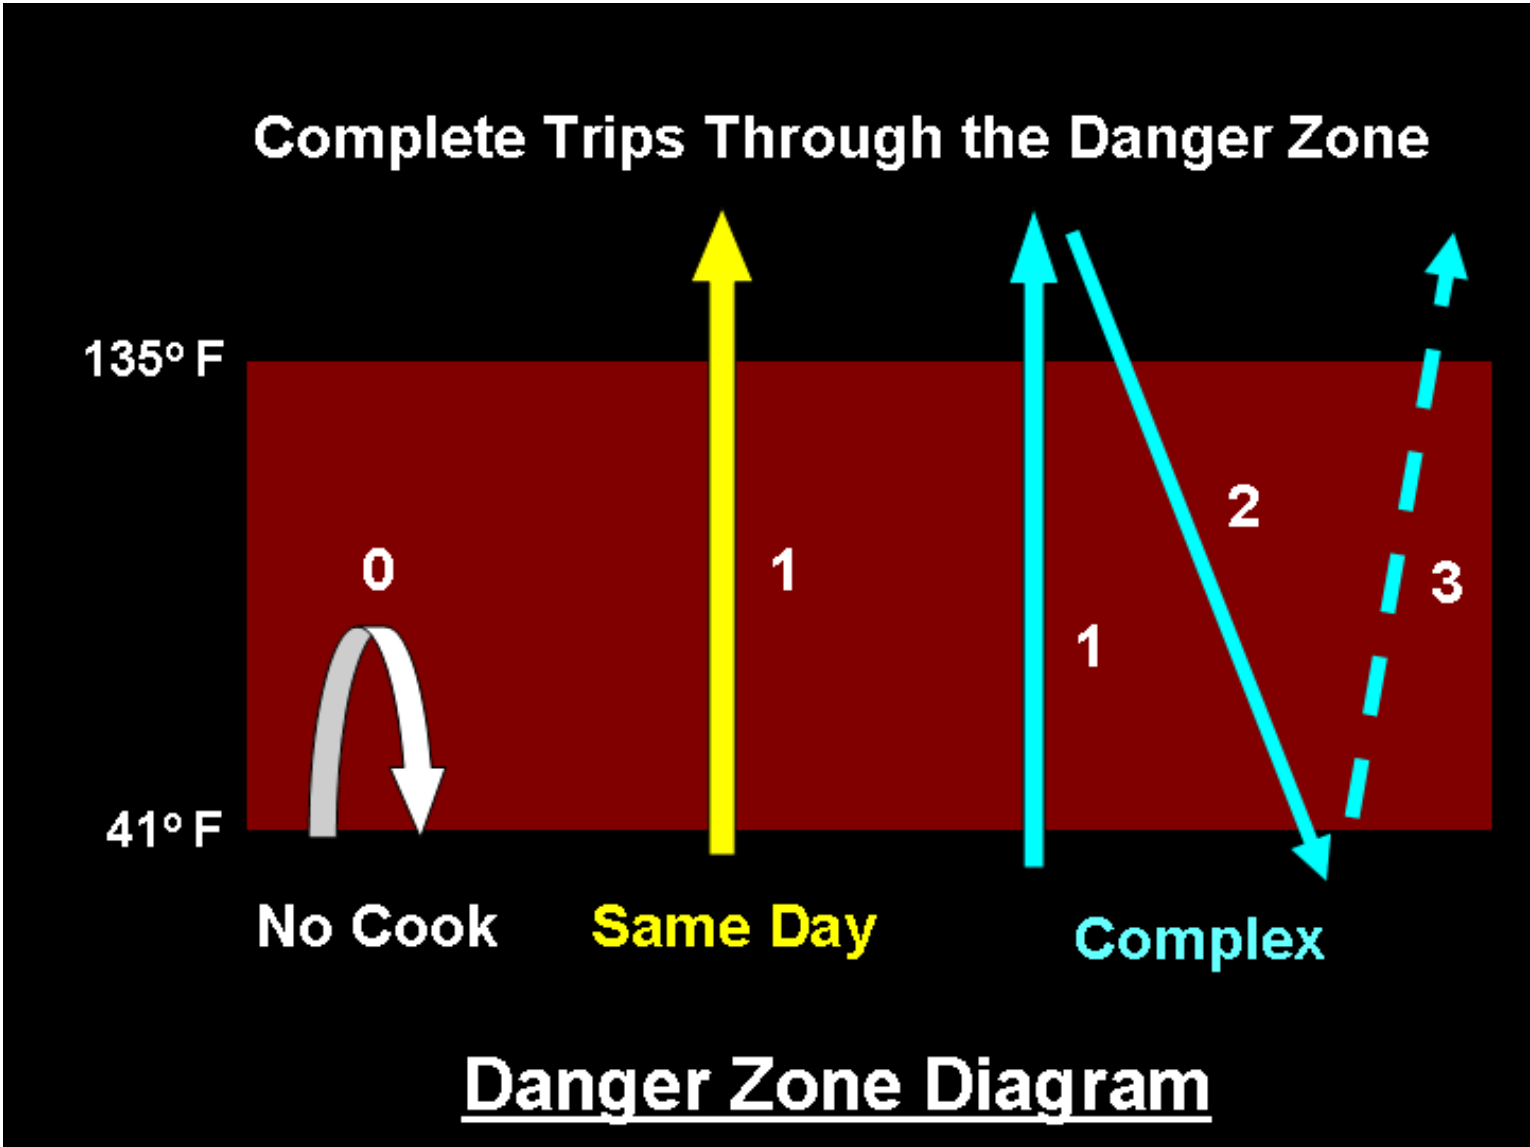 Complete Trips Through the Danger Zone
135° F
0
1
1
2
3
41° F
No Cook
Same Day
Complex
Danger Zone Diagram